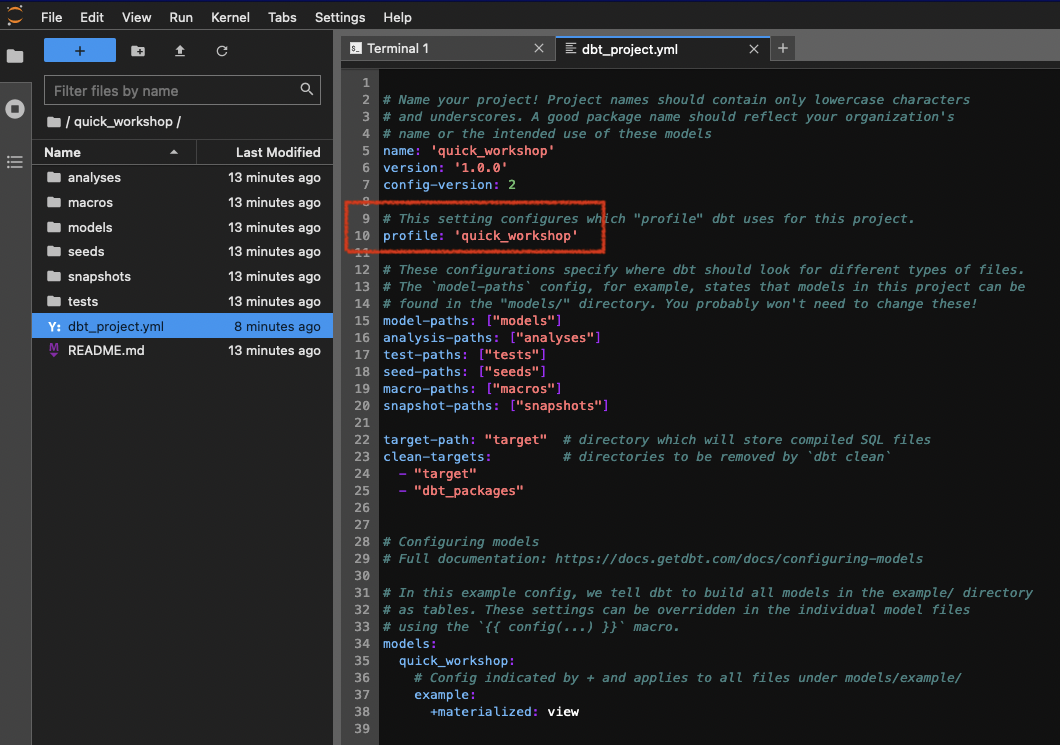 File Edit View Run Kernel Tabs Settings Help
+
Terminal 1
dbt_project.yml
+
Filter files by name
/ quick_workshop /
Name Last Modified
analyses 13 minutes ago
macros 13 minutes ago
models 13 minutes ago
seeds 13 minutes ago
snapshots 13 minutes ago
tests 13 minutes ago
Y: dbt_project.yml 8 minutes ago
M README.md 13 minutes ago
1
2 # Name your project! Project names should contain only lowercase characters
3 # and underscores. A good package name should reflect your organization's
4 # name or the intended use of these models
5 name: 'quick_workshop'
6 version: '1.0.0'
7 config-version: 2
8
9 # This setting configures which "profile" dbt uses for this project.
10 profile: 'quick_workshop'
11
12 # These configurations specify where dbt should look for different types of files.
13 # The `model-paths` config, for example, states that models in this project can be
14 # found in the "models/" directory. You probably won't need to change these!
15 model-paths: ["models"]
16 analysis-paths: ["analyses"]
17 test-paths: ["tests"]
18 seed-paths: ["seeds"]
19 macro-paths: ["macros"]
20 snapshot-paths: ["snapshots"]
21
22 target-path: "target"  # directory which will store compiled SQL files
23 clean-targets:         # directories to be removed by `dbt clean`
24   - "target"
25   - "dbt_packages"
26
27
28 # Configuring models
29 # Full documentation: https://docs.getdbt.com/docs/configuring-models
30
31 # In this example config, we tell dbt to build all models in the example/ directory
32 # as tables. These settings can be overridden in the individual model files
33 # using the `{{ config(...) }}` macro.
34 models:
35   quick_workshop:
36     # Config indicated by + and applies to all files under models/example/
37     example:
38       +materialized: view
39